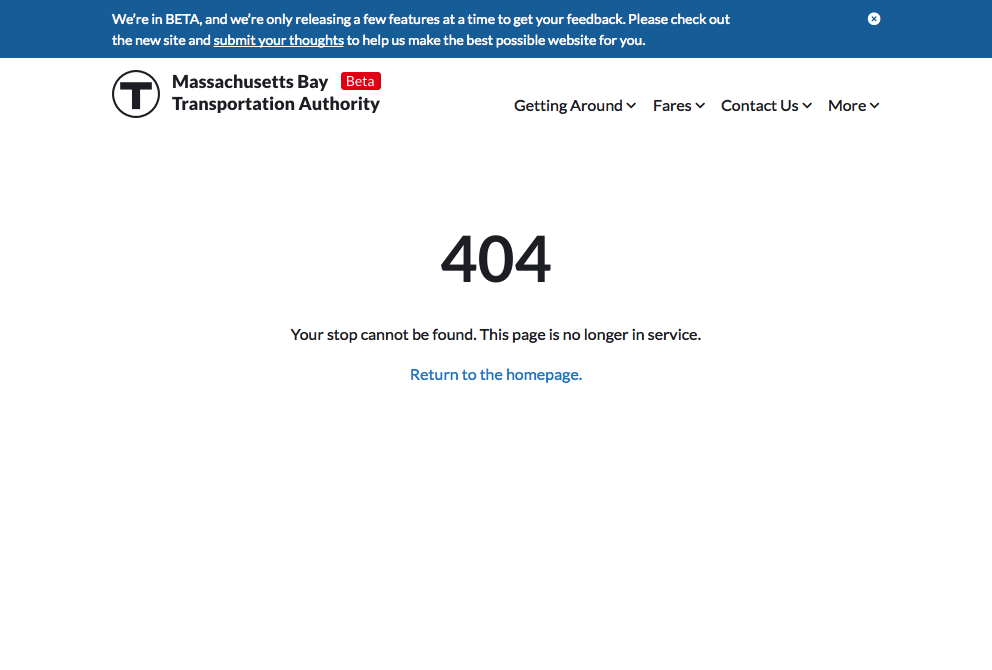 We're in BETA, and we're only releasing a few features at a time to get your feedback. Please check out
the new site and submit your thoughts to help us make the best possible website for you.
T
Massachusetts Bay Beta
Transportation Authority
Getting Around Fares Contact Us More
404
Your stop cannot be found. This page is no longer in service.
Return to the homepage.